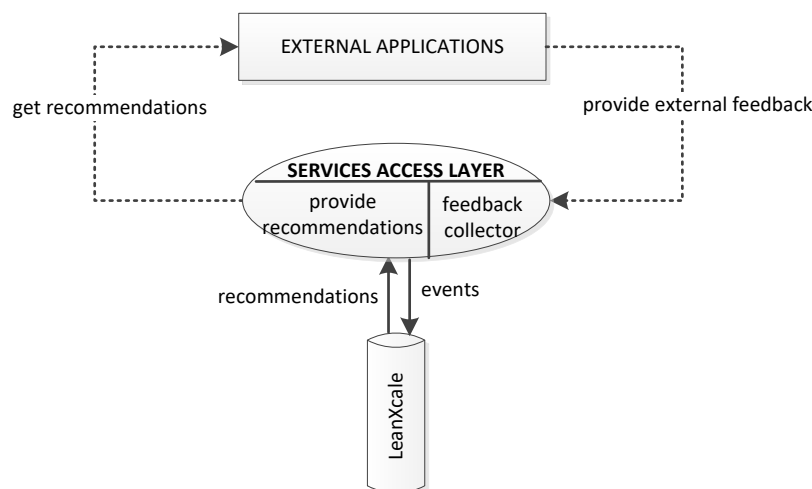 EXTERNAL APPLICATIONS
get recommendations
provide external feedback
SERVICES ACCESS LAYER
provide
recommendations
feedback
collector
recommendations
events
LeanXcale